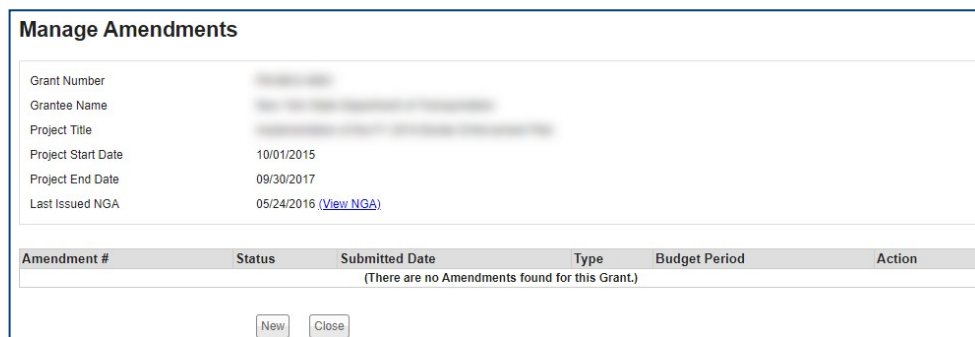 Manage Amendments
Grant Number
Grantee Name
Project Title
Project Start Date 10/01/2015
Project End Date 09/30/2017
Last Issued NGA 05/24/2016 (View NGA)
Amendment # Status Submitted Date Type Budget Period Action
(There are no Amendments found for this Grant.)
New Close